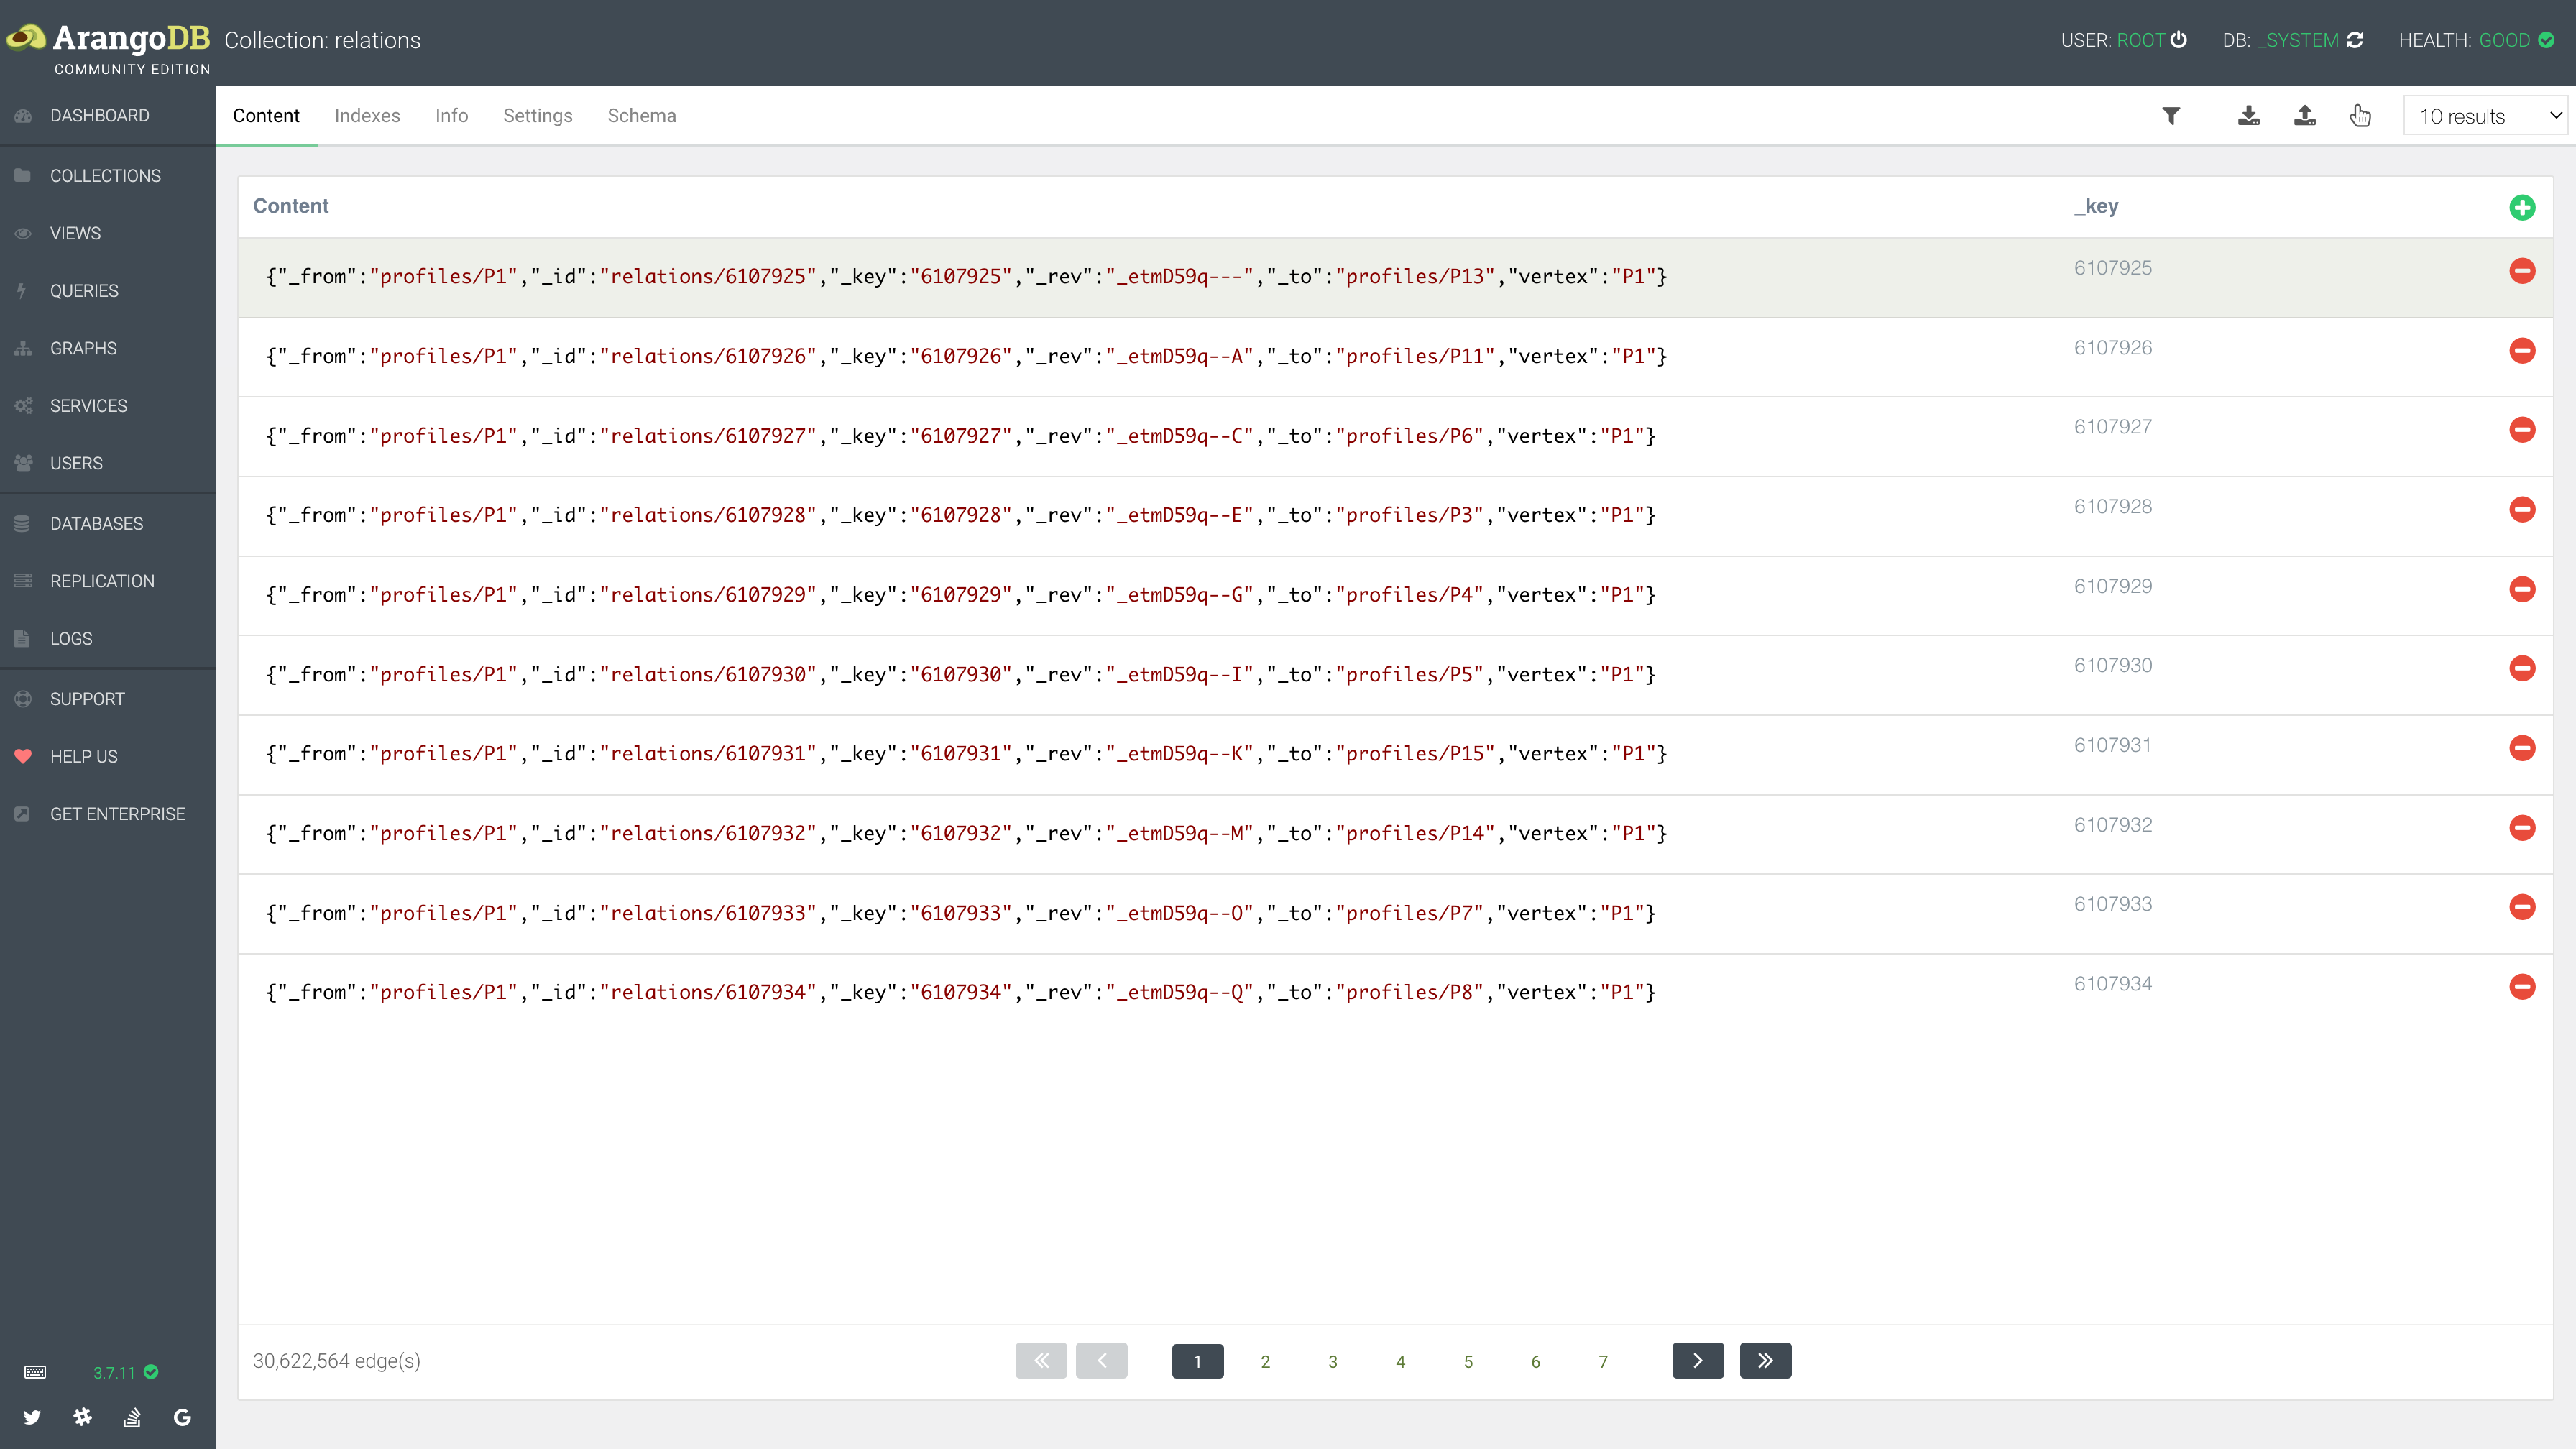 ArangoDB
COMMUNITY EDITION
Collection: relations
USER: ROOT
DB: _SYSTEM
HEALTH: GOOD
DASHBOARD
COLLECTIONS
VIEWS
QUERIES
GRAPHS
SERVICES
USERS
DATABASES
REPLICATION
LOGS
SUPPORT
HELP US
GET ENTERPRISE
3.7.11
Content Indexes Info Settings Schema
10 results
Content _key
{"_from":"profiles/P1","_id":"relations/6107925","_key":"6107925","_rev":"_etmD59q---","_to":"profiles/P13","vertex":"P1"} 6107925
{"_from":"profiles/P1","_id":"relations/6107926","_key":"6107926","_rev":"_etmD59q--A","_to":"profiles/P11","vertex":"P1"} 6107926
{"_from":"profiles/P1","_id":"relations/6107927","_key":"6107927","_rev":"_etmD59q--C","_to":"profiles/P6","vertex":"P1"} 6107927
{"_from":"profiles/P1","_id":"relations/6107928","_key":"6107928","_rev":"_etmD59q--E","_to":"profiles/P3","vertex":"P1"} 6107928
{"_from":"profiles/P1","_id":"relations/6107929","_key":"6107929","_rev":"_etmD59q--G","_to":"profiles/P4","vertex":"P1"} 6107929
{"_from":"profiles/P1","_id":"relations/6107930","_key":"6107930","_rev":"_etmD59q--I","_to":"profiles/P5","vertex":"P1"} 6107930
{"_from":"profiles/P1","_id":"relations/6107931","_key":"6107931","_rev":"_etmD59q--K","_to":"profiles/P15","vertex":"P1"} 6107931
{"_from":"profiles/P1","_id":"relations/6107932","_key":"6107932","_rev":"_etmD59q--M","_to":"profiles/P14","vertex":"P1"} 6107932
{"_from":"profiles/P1","_id":"relations/6107933","_key":"6107933","_rev":"_etmD59q--O","_to":"profiles/P7","vertex":"P1"} 6107933
{"_from":"profiles/P1","_id":"relations/6107934","_key":"6107934","_rev":"_etmD59q--Q","_to":"profiles/P8","vertex":"P1"} 6107934
30,622,564 edge(s)
1 2 3 4 5 6 7